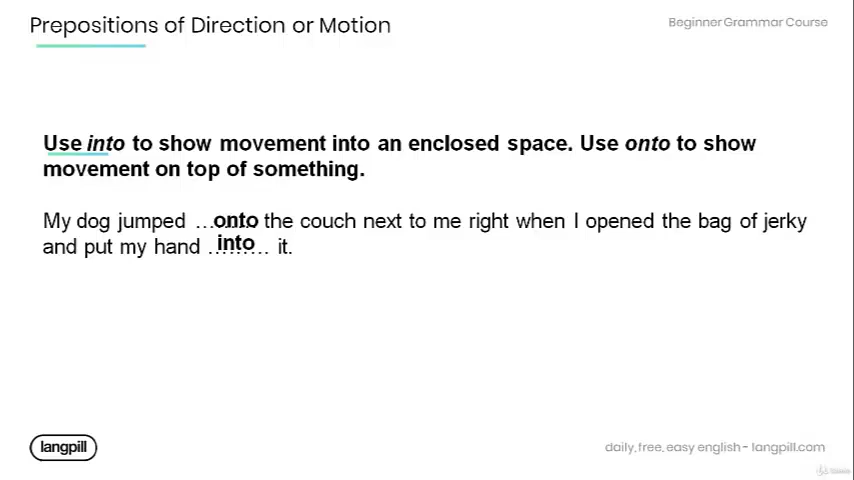 Prepositions of Direction or Motion
Beginner Grammar Course
Use into to show movement into an enclosed space. Use onto to show
movement on top of something.
My dog jumped …onto the couch next to me right when I opened the bag of jerky
and put my hand …into… it.
langpill
daily, free, easy english - langpill.com